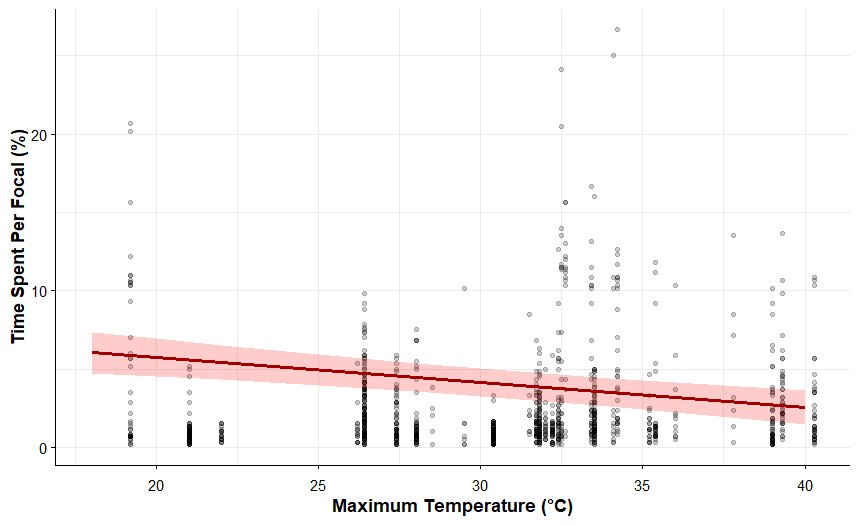 Time Spent Per Focal (%)
20
10
0
20 25 30 35 40
Maximum Temperature (°C)